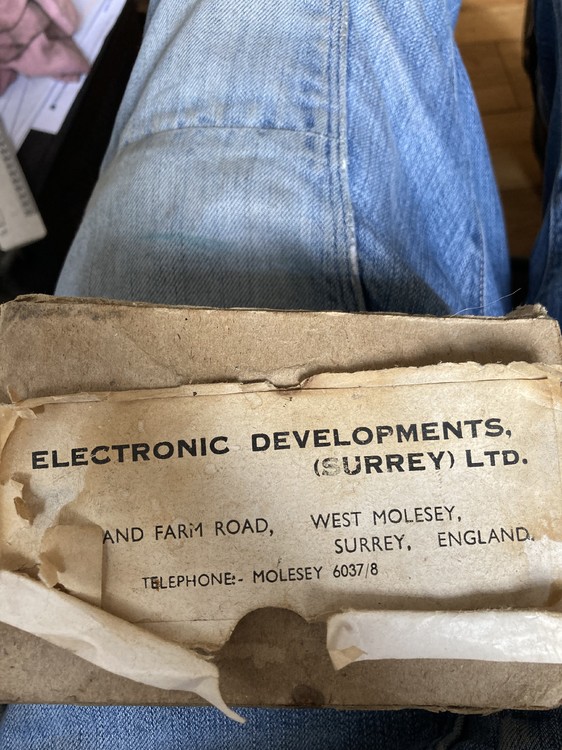 ELECTRONIC DEVELOPMENTS,
(SURREY) LTD.
AND FARM ROAD, WEST MOLESEY,
SURREY, ENGLAND.
TELEPHONE:- MOLESEY 6037/8